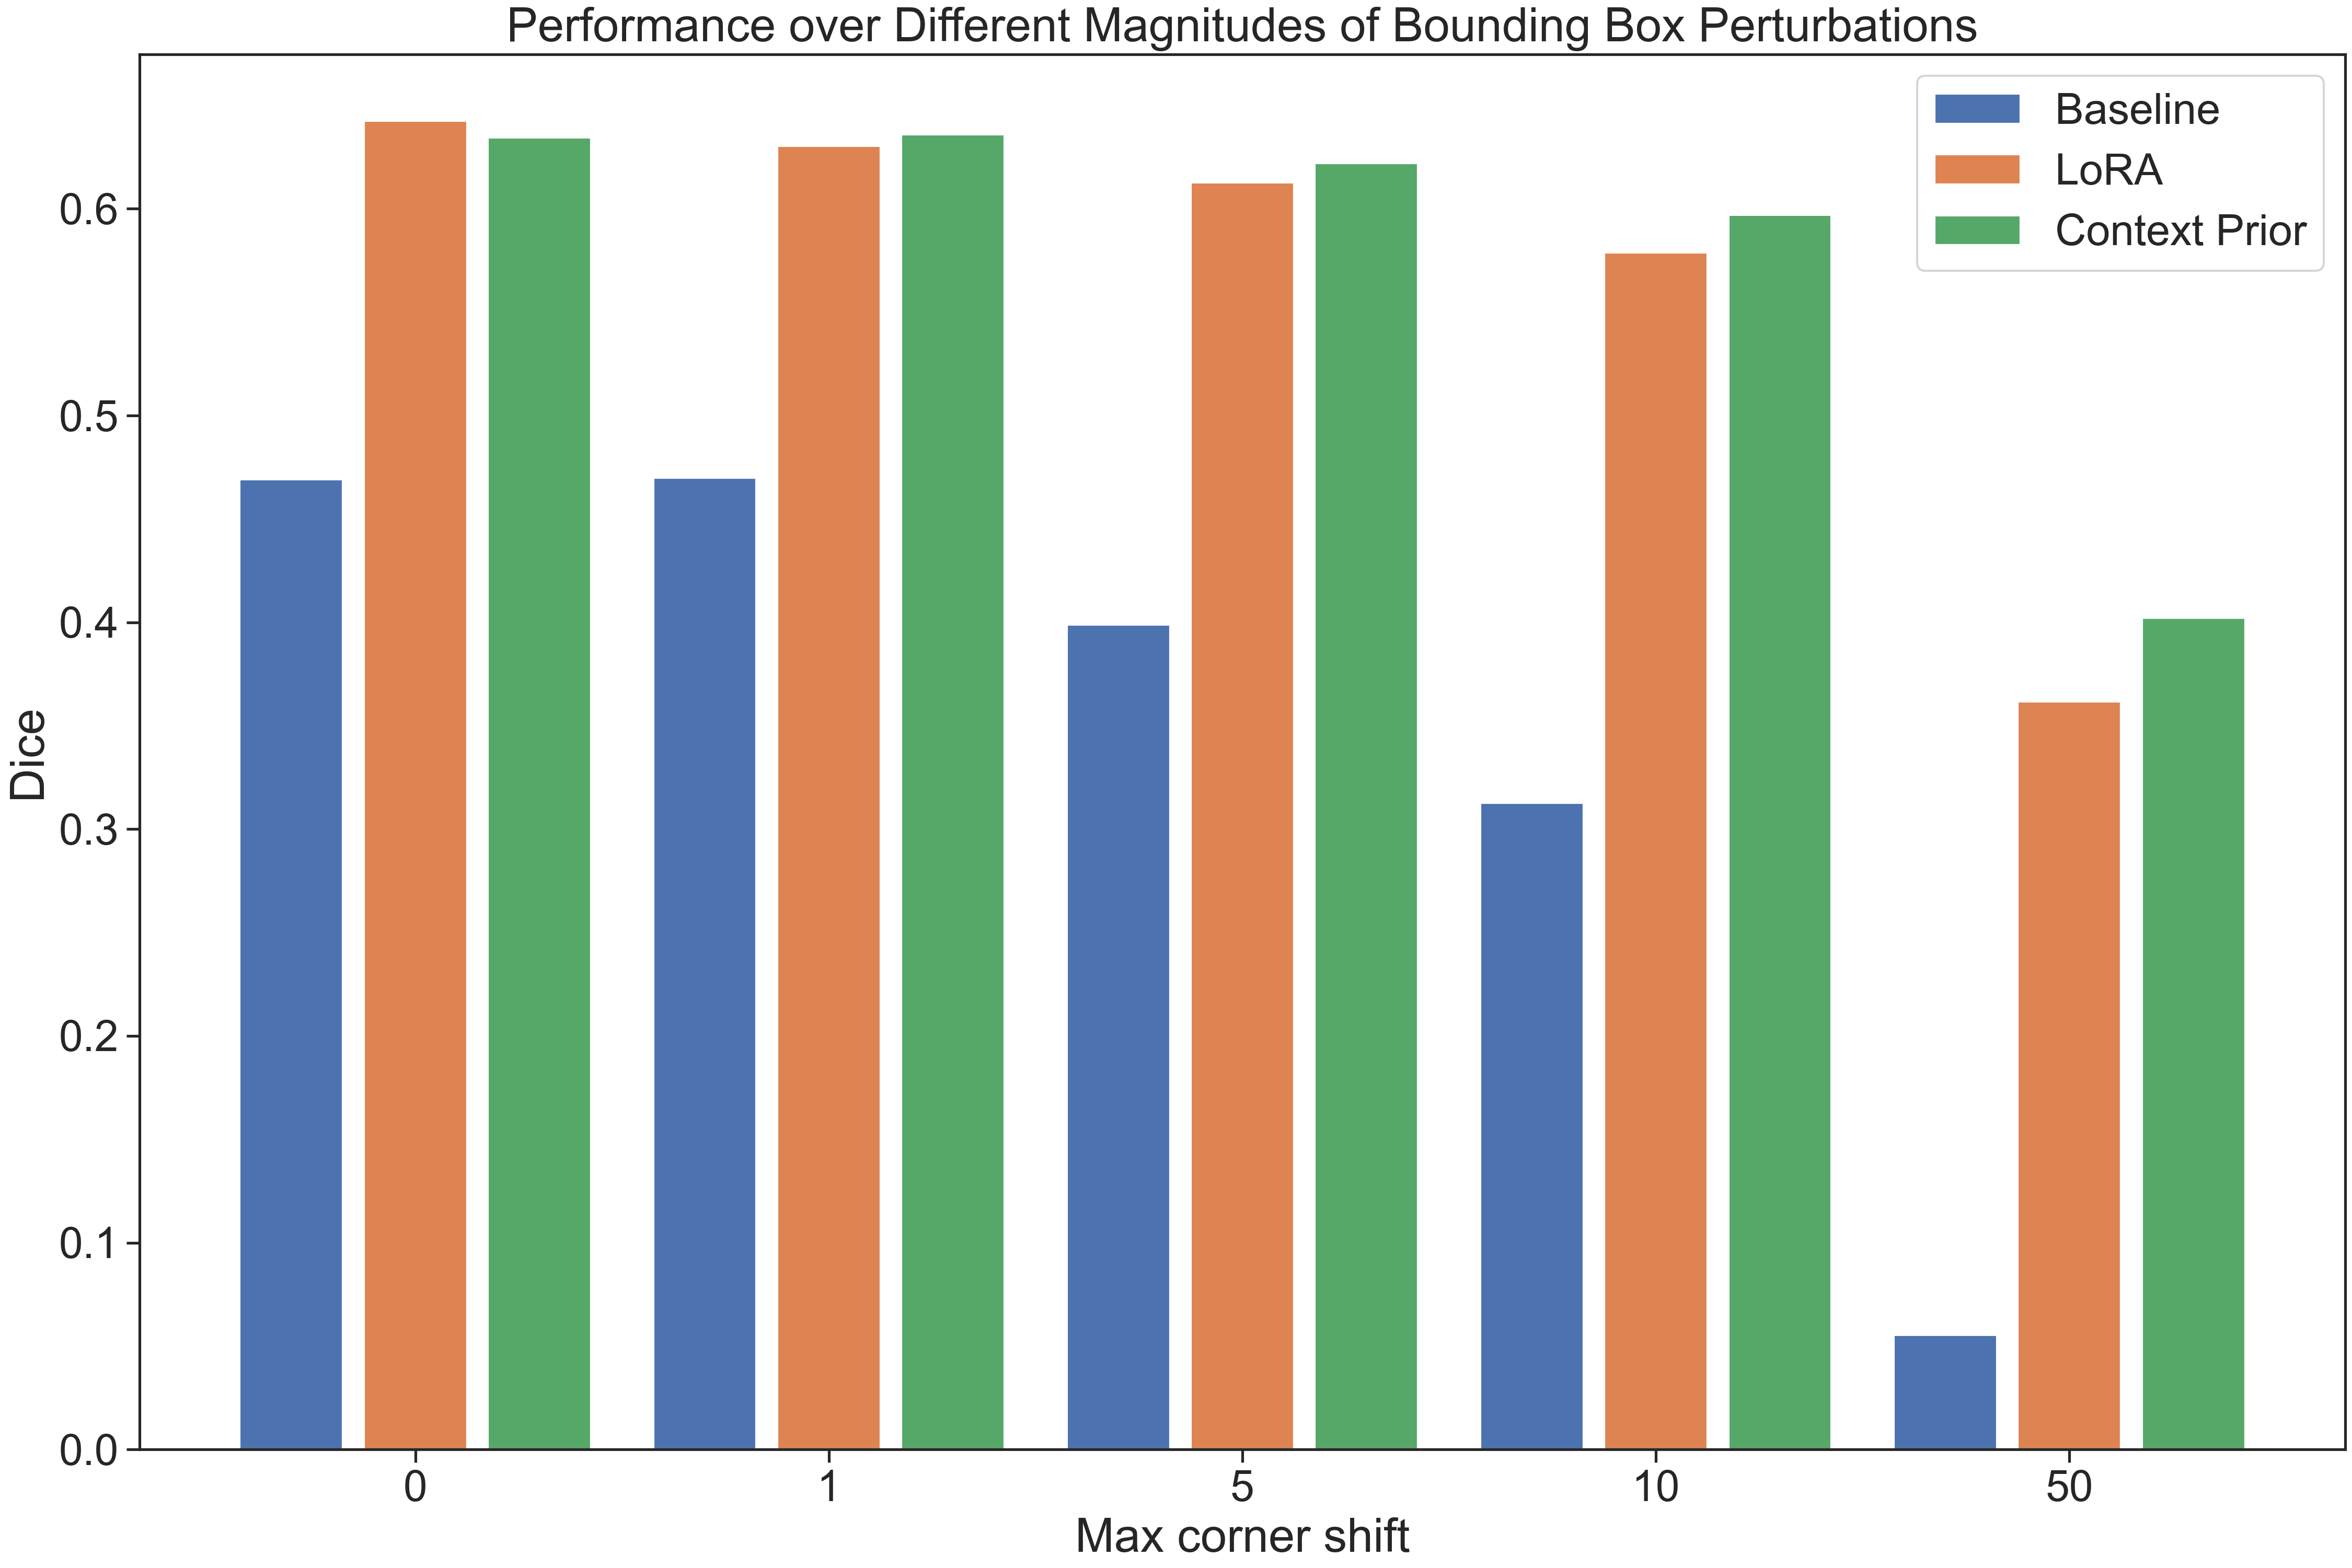 Performance over Different Magnitudes of Bounding Box Perturbations
Baseline
LoRA
Context Prior
0.6
0.5
0.4
0.3
0.2
0.1
0.0
Dice
0 1 5 10 50
Max corner shift